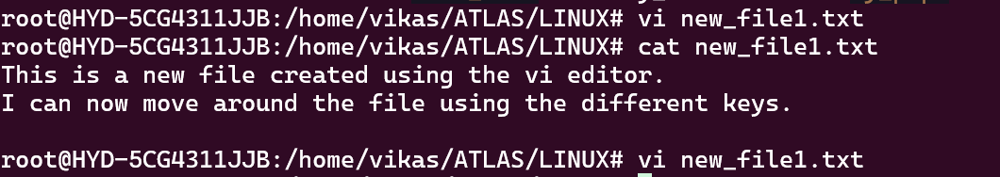 root@HYD-5CG4311JJB:/home/vikas/ATLAS/LINUX# vi new_file1.txt
root@HYD-5CG4311JJB:/home/vikas/ATLAS/LINUX# cat new_file1.txt
This is a new file created using the vi editor.
I can now move around the file using the different keys.
root@HYD-5CG4311JJB:/home/vikas/ATLAS/LINUX# vi new_file1.txt